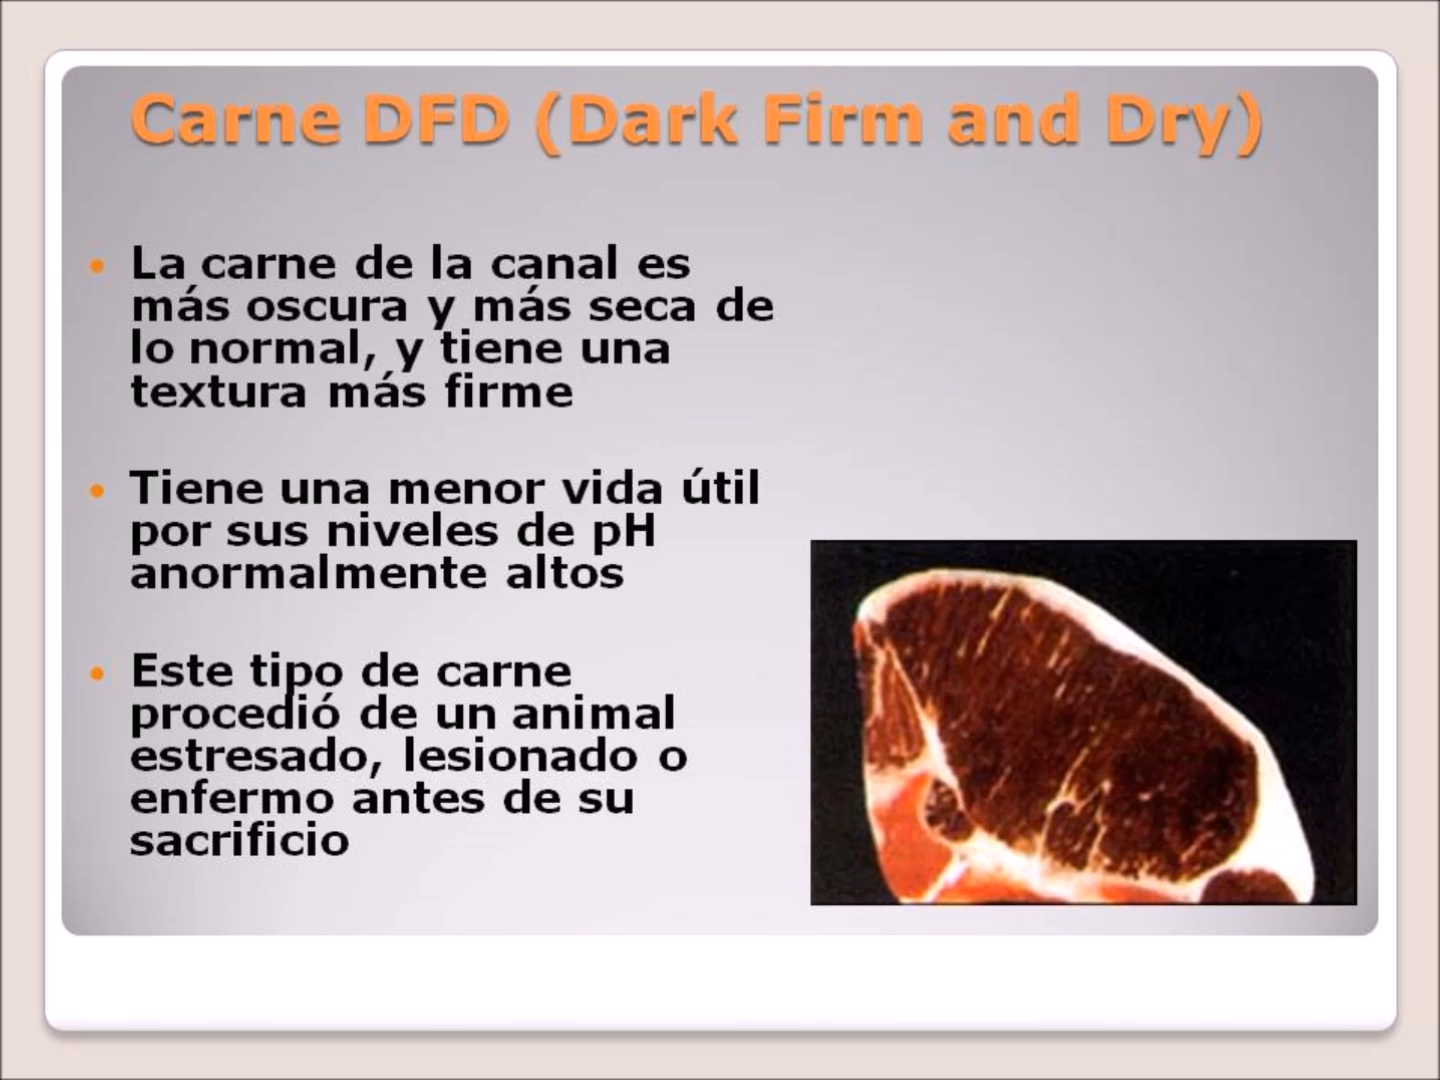 Carne DFD (Dark Firm and Dry)
La carne de la canal es
más oscura y más seca de
lo normal, y tiene una
textura más firme
Tiene una menor vida útil
por sus niveles de pH
anormalmente altos
Este tipo de carne
procedió de un animal
estresado, lesionado o
enfermo antes de su
sacrificio